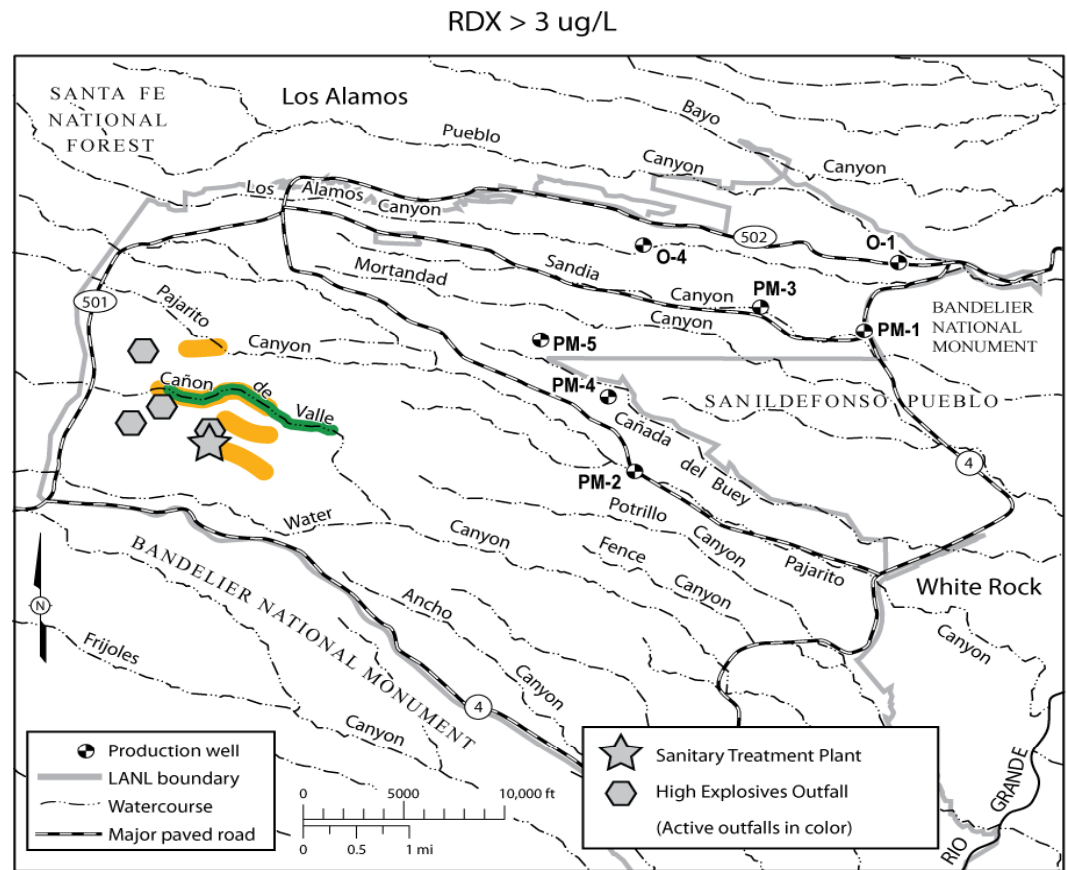 RDX > 3 ug/L
SANTA FE
NATIONAL
FOREST
Los Alamos
Bayo
Pueblo
Canyon
Canyon
Los Alamos
Canyon
502
O-1
O-4
Sandia
Mortandad
Canyon
PM-3
501
Pajarito
Canyon
Canyon
PM-5
PM-1
BANDELIER
NATIONAL
MONUMENT
Cañon de Valle
PM-4
SANILDEFONSO PUEBLO
Cañada del Buey
4
PM-2
Water
Canyon
Potrillo
Canyon
Fence
Canyon
Pajarito
White Rock
Canyon
BANDELIER NATIONAL MONUMENT
N
Ancho
Canyon
Frijoles
Canyon
4
RIO GRANDE
Production well
LANL boundary
Watercourse
Major paved road
0 5000 10,000 ft
0 0.5 1 mi
Sanitary Treatment Plant
High Explosives Outfall
(Active outfalls in color)